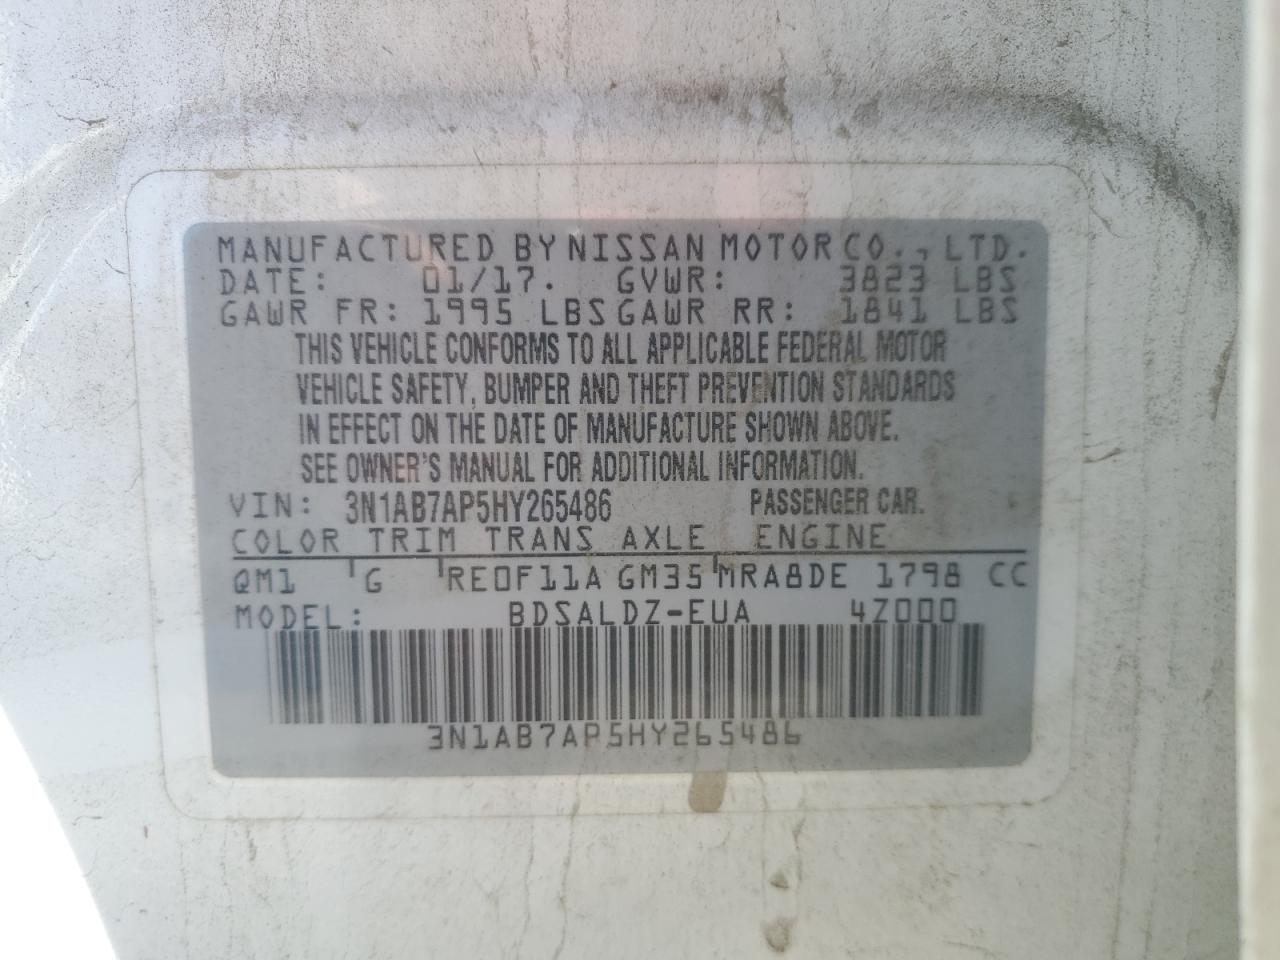 MANUFACTURED BY NISSAN MOTOR CO., LTD.
DATE: 01/17. GVWR: 3823 LBS
GAWR FR: 1995 LBS GAWR RR: 1841 LBS
THIS VEHICLE CONFORMS TO ALL APPLICABLE FEDERAL MOTOR
VEHICLE SAFETY, BUMPER AND THEFT PREVENTION STANDARDS
IN EFFECT ON THE DATE OF MANUFACTURE SHOWN ABOVE.
SEE OWNER'S MANUAL FOR ADDITIONAL INFORMATION.
VIN: 3N1AB7AP5HY265486 PASSENGER CAR.
COLOR TRIM TRANS AXLE ENGINE
QM1 G RE0F11A GM35 MRA8DE 1798 CC
MODEL: BDSALDZ-EUA 4Z000
3N1AB7AP5HY265486